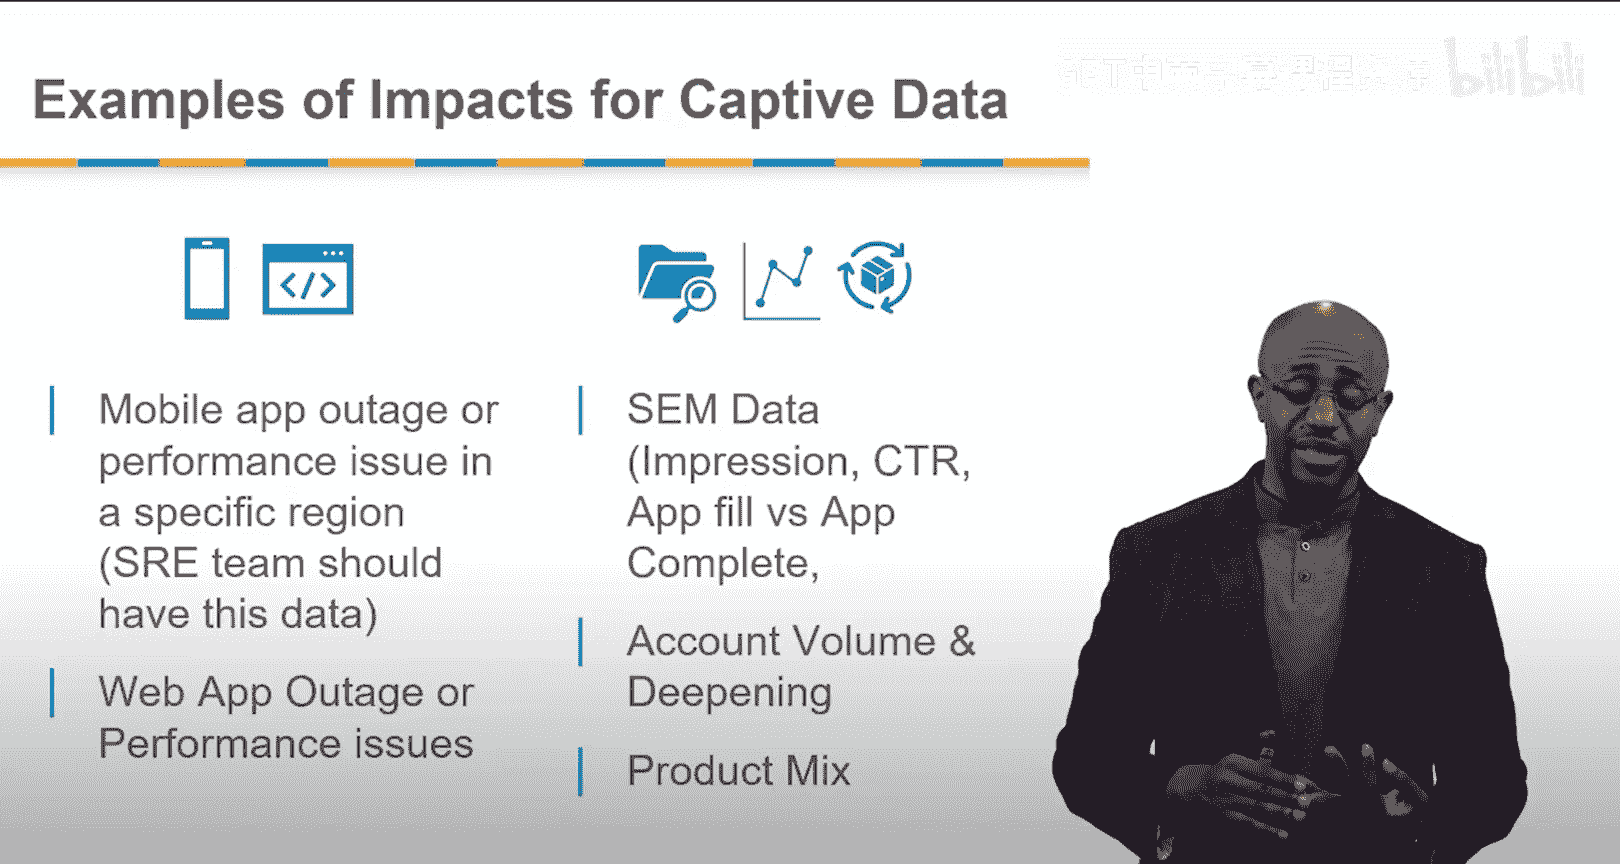 Examples of Impacts for Captive Data
bilibili
Mobile app outage or
performance issue in
a specific region
(SRE team should
have this data)
Web App Outage or
Performance issues
SEM Data
(Impression, CTR,
App fill vs App
Complete,
Account Volume &
Deepening
Product Mix